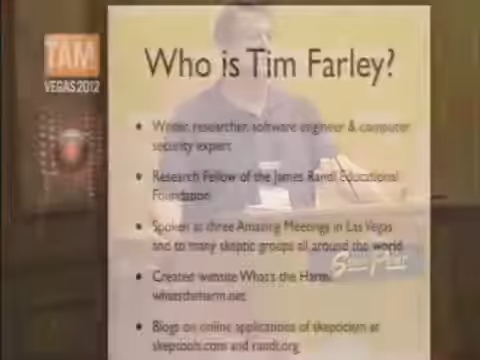 TAM!
VEGAS 2012
Who is Tim Farley?
• Writer, researcher, software engineer & computer
security expert
• Research Fellow of the James Randi Educational
Foundation
• Spoken at three Amazing Meetings in Las Vegas
and to many skeptic groups all around the world
• Created website What's the Harm
whatstheharm.net
South Point
• Blogs on online applications of skepticism at
skeptools.com and randi.org